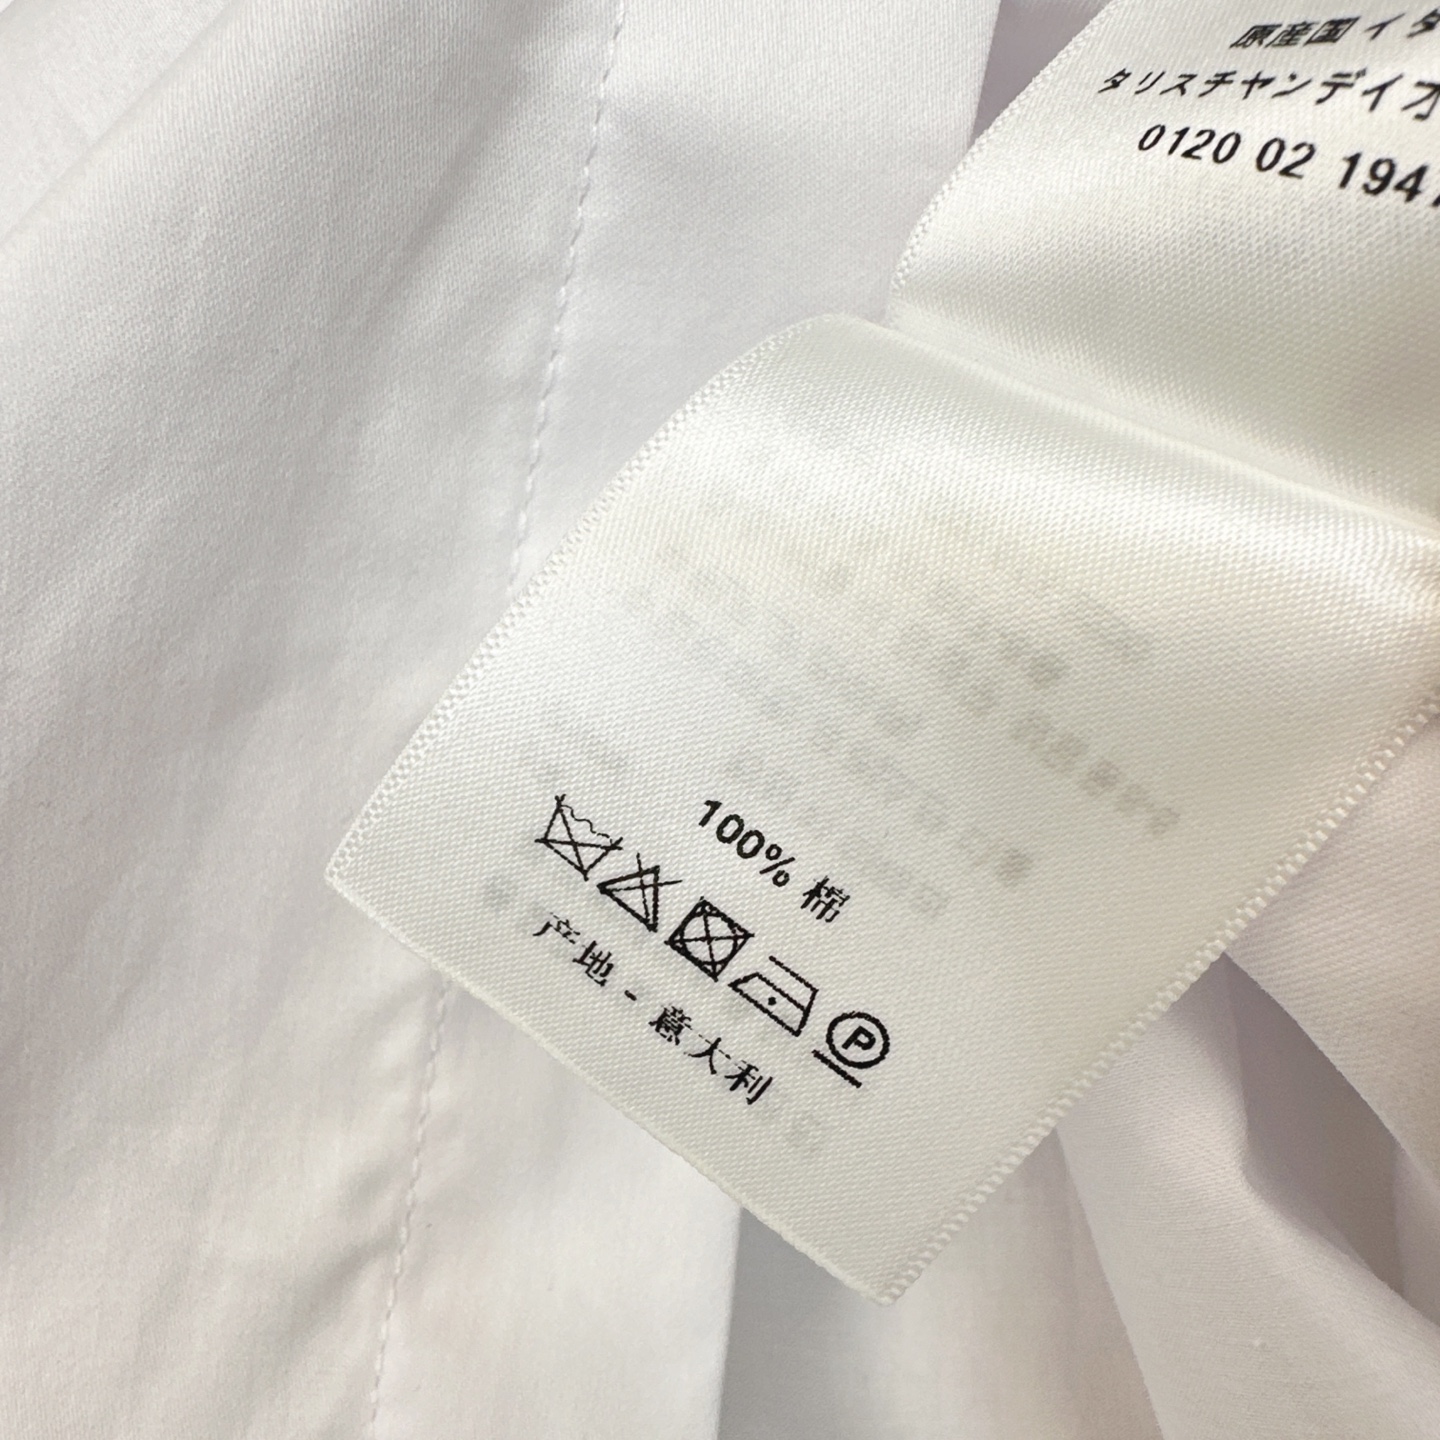 原産国イタ
タリスチヤンデイオ
0120 02 194
100% 棉
P
产地 - 意大利